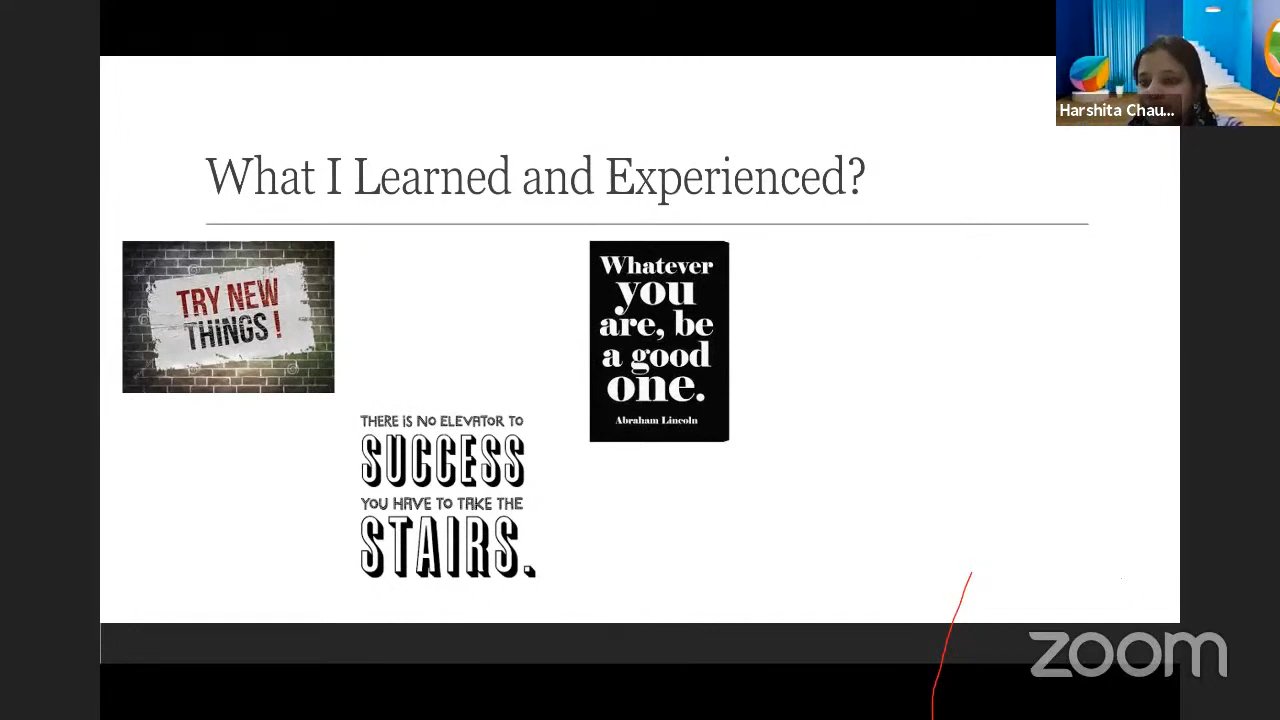 Harshita Chau...
What I Learned and Experienced?
TRY NEW
THINGS !
Whatever
you
are, be
a good
one.
Abraham Lincoln
THERE IS NO ELEVATOR TO
SUCCESS
YOU HAVE TO TAKE THE
STAIRS.
zoom